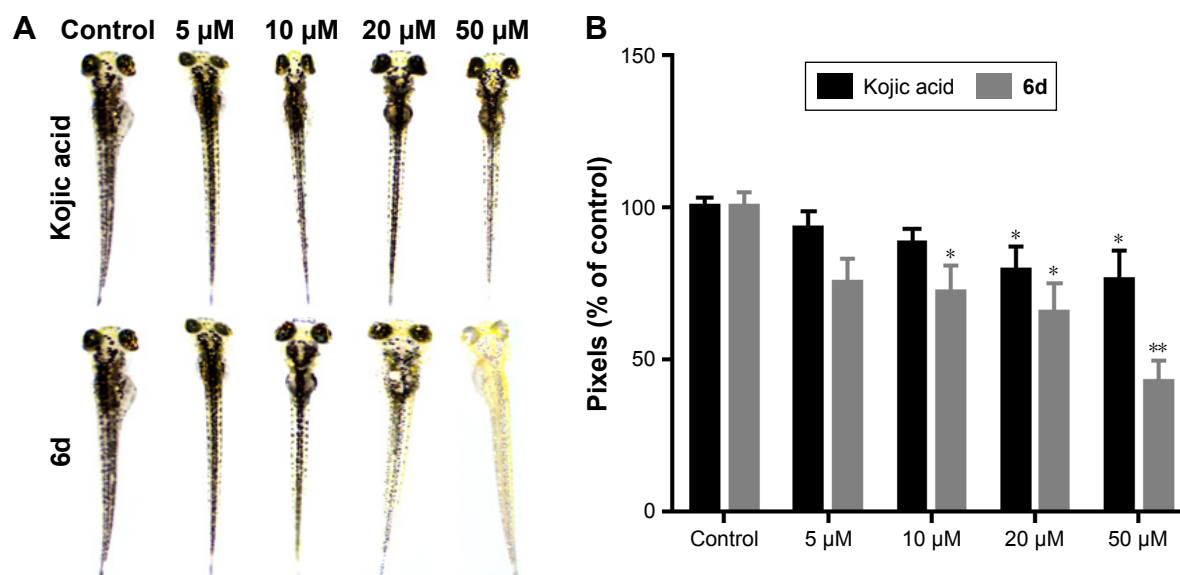 A
Control 5 µM 10 µM 20 µM 50 µM
Kojic acid
6d
B
Pixels (% of control)
150
100
50
0
Kojic acid 6d
*
*
*
*
**
Control 5 µM 10 µM 20 µM 50 µM